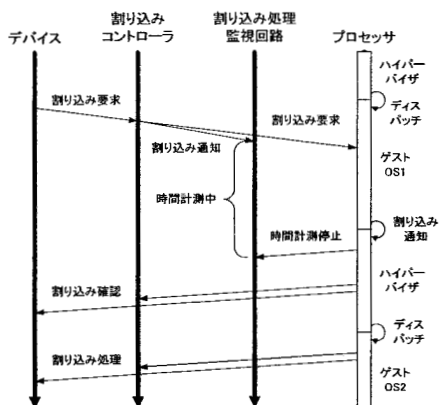 デバイス
割り込み
コントローラ
割り込み処理
監視回路
プロセッサ
ハイパー
バイザ
ディス
パッチ
割り込み要求
割り込み要求
割り込み通知
ゲスト
OS1
時間計測中
割り込み
通知
時間計測停止
ハイパー
バイザ
割り込み確認
ディス
パッチ
割り込み処理
ゲスト
OS2